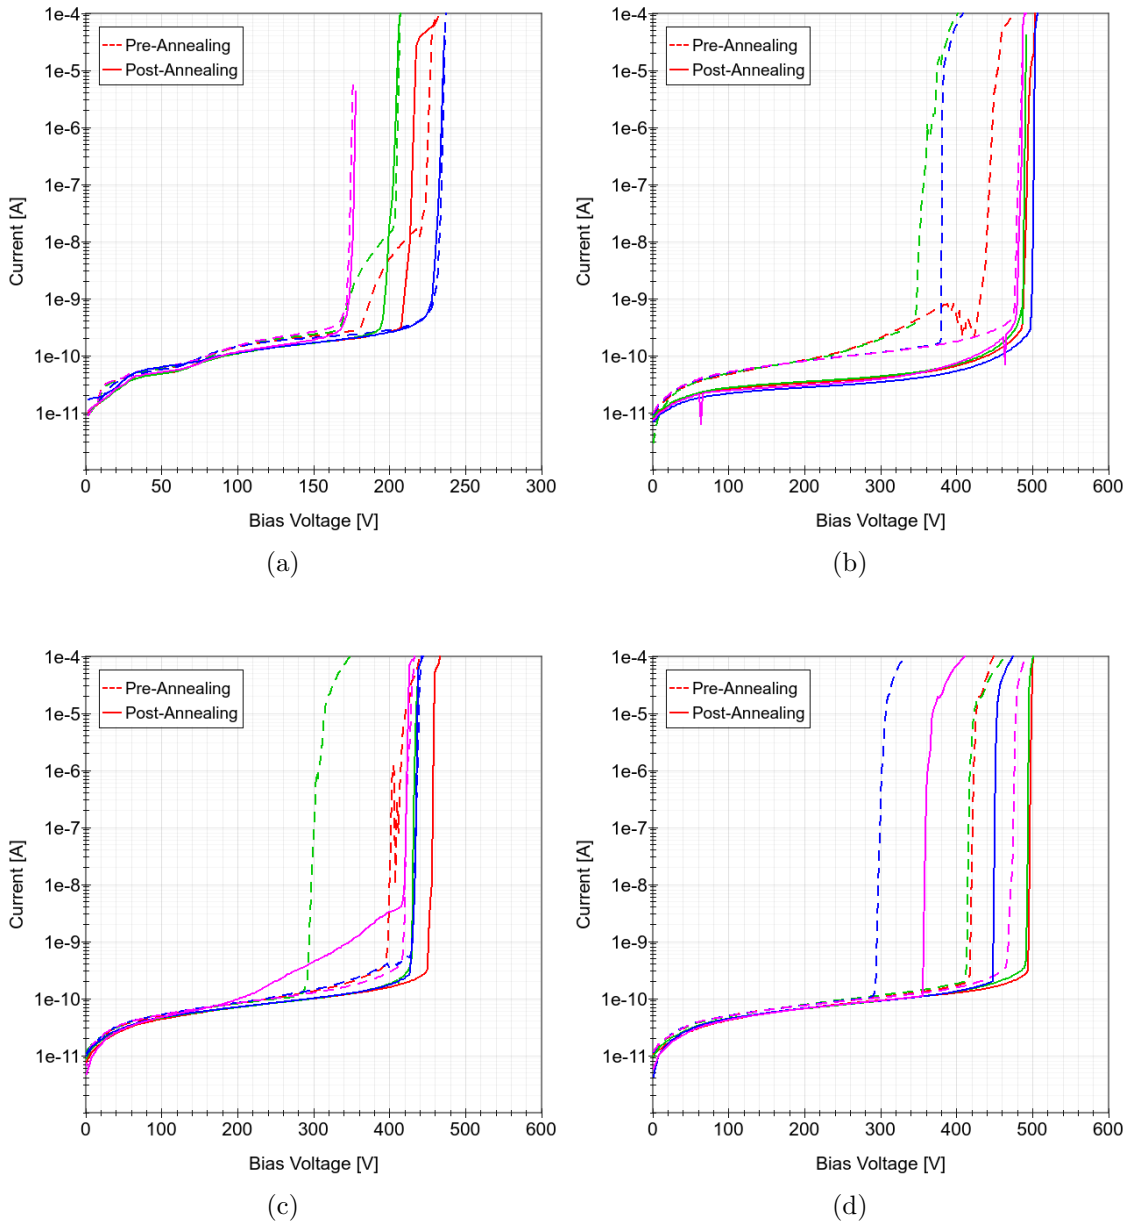 1e-4
1e-5
1e-6
1e-7
1e-8
1e-9
1e-10
1e-11
Current [A]
Pre-Annealing
Post-Annealing
0 50 100 150 200 250 300
Bias Voltage [V]
(a)
1e-4
1e-5
1e-6
1e-7
1e-8
1e-9
1e-10
1e-11
Current [A]
Pre-Annealing
Post-Annealing
0 100 200 300 400 500 600
Bias Voltage [V]
(b)
1e-4
1e-5
1e-6
1e-7
1e-8
1e-9
1e-10
1e-11
Current [A]
Pre-Annealing
Post-Annealing
0 100 200 300 400 500 600
Bias Voltage [V]
(c)
1e-4
1e-5
1e-6
1e-7
1e-8
1e-9
1e-10
1e-11
Current [A]
Pre-Annealing
Post-Annealing
0 100 200 300 400 500 600
Bias Voltage [V]
(d)